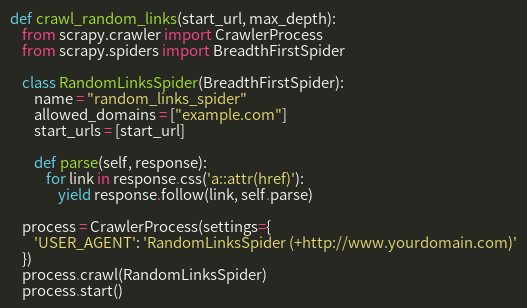 def crawl_random_links(start_url, max_depth):
from scrapy.crawler import CrawlerProcess
from scrapy.spiders import BreadthFirstSpider
class RandomLinksSpider(BreadthFirstSpider):
name = "random_links_spider"
allowed_domains = ["example.com"]
start_urls = [start_url]
def parse(self, response):
for link in response.css('a::attr(href)'):
yield response.follow(link, self.parse)
process = CrawlerProcess(settings={
'USER_AGENT': 'RandomLinksSpider (+http://www.yourdomain.com)'
})
process.crawl(RandomLinksSpider)
process.start()